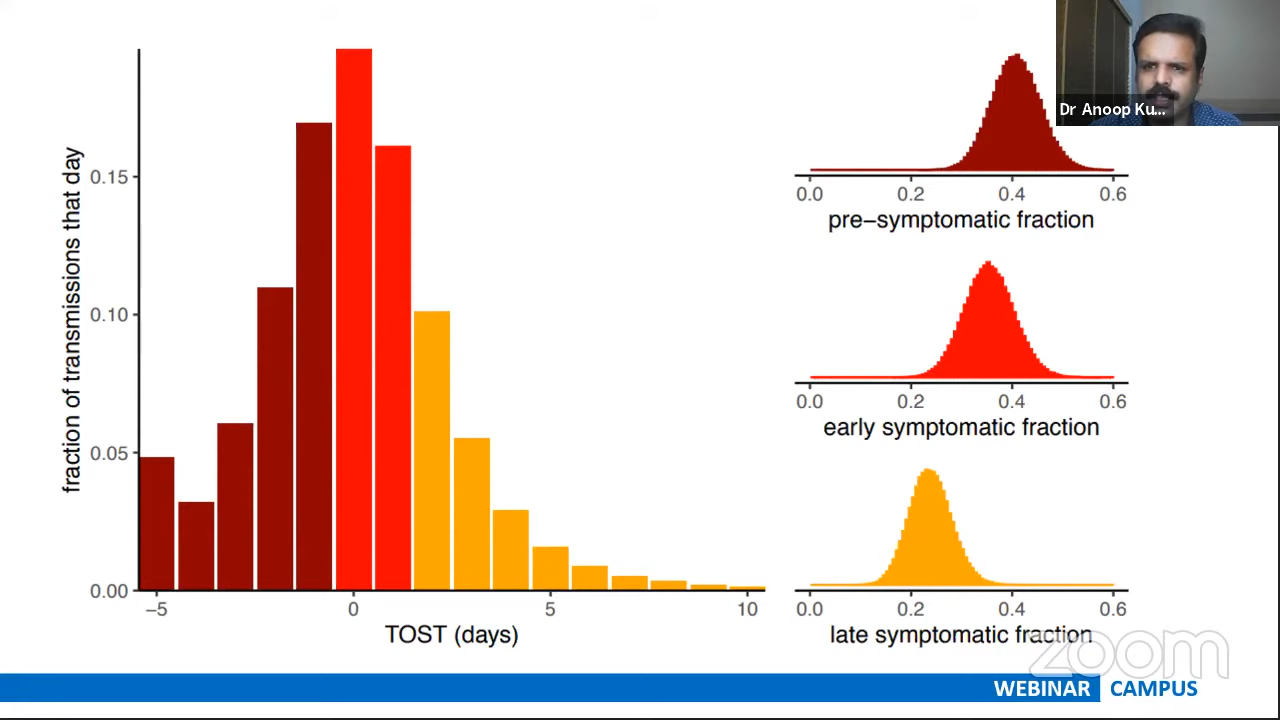 fraction of transmissions that day
0.15
0.10
0.05
0.00
−5
0
5
10
TOST (days)
0.0
0.2
0.4
0.6
pre−symptomatic fraction
0.0
0.2
0.4
0.6
early symptomatic fraction
0.0
0.2
0.4
0.6
late symptomatic fraction
Dr Anoop Ku...
zoom
WEBINAR CAMPUS